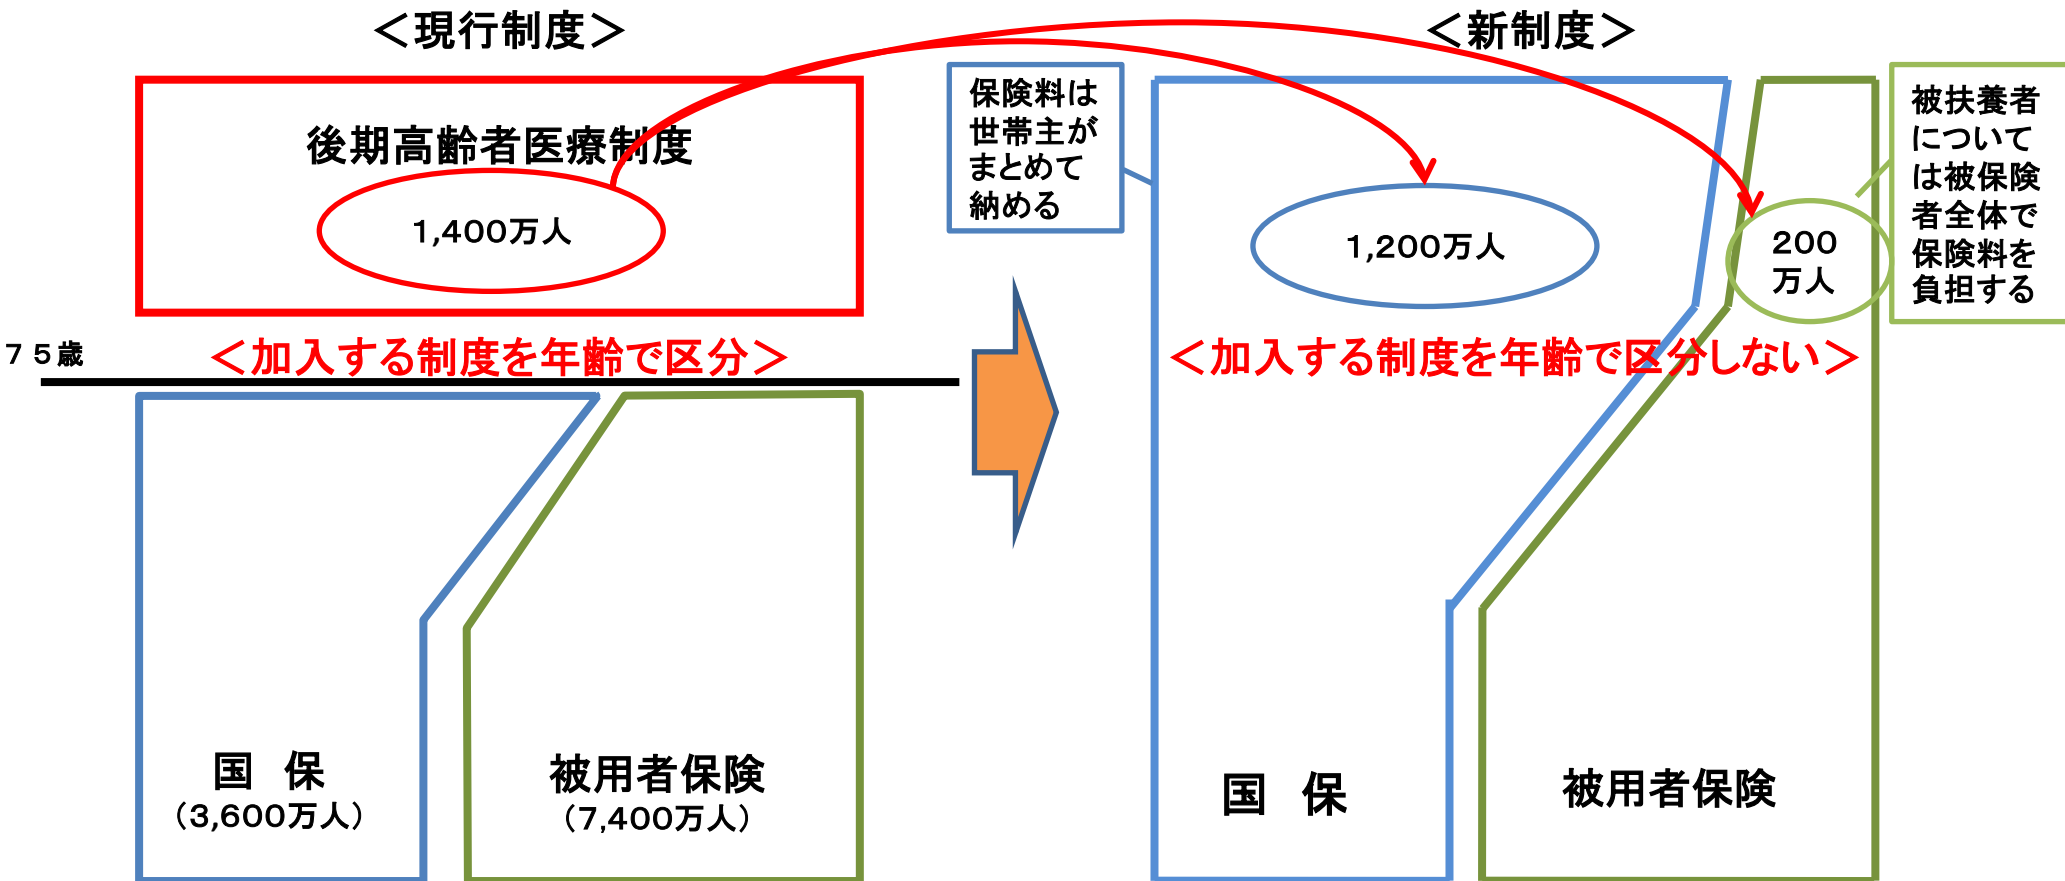 ＜現行制度＞
後期高齢者医療制度
1,400万人
７５歳
＜加入する制度を年齢で区分＞
国　保
（3,600万人）
被用者保険
（7,400万人）
＜新制度＞
保険料は
世帯主が
まとめて
納める
1,200万人
200
万人
被扶養者
について
は被保険
者全体で
保険料を
負担する
＜加入する制度を年齢で区分しない＞
国　保
被用者保険